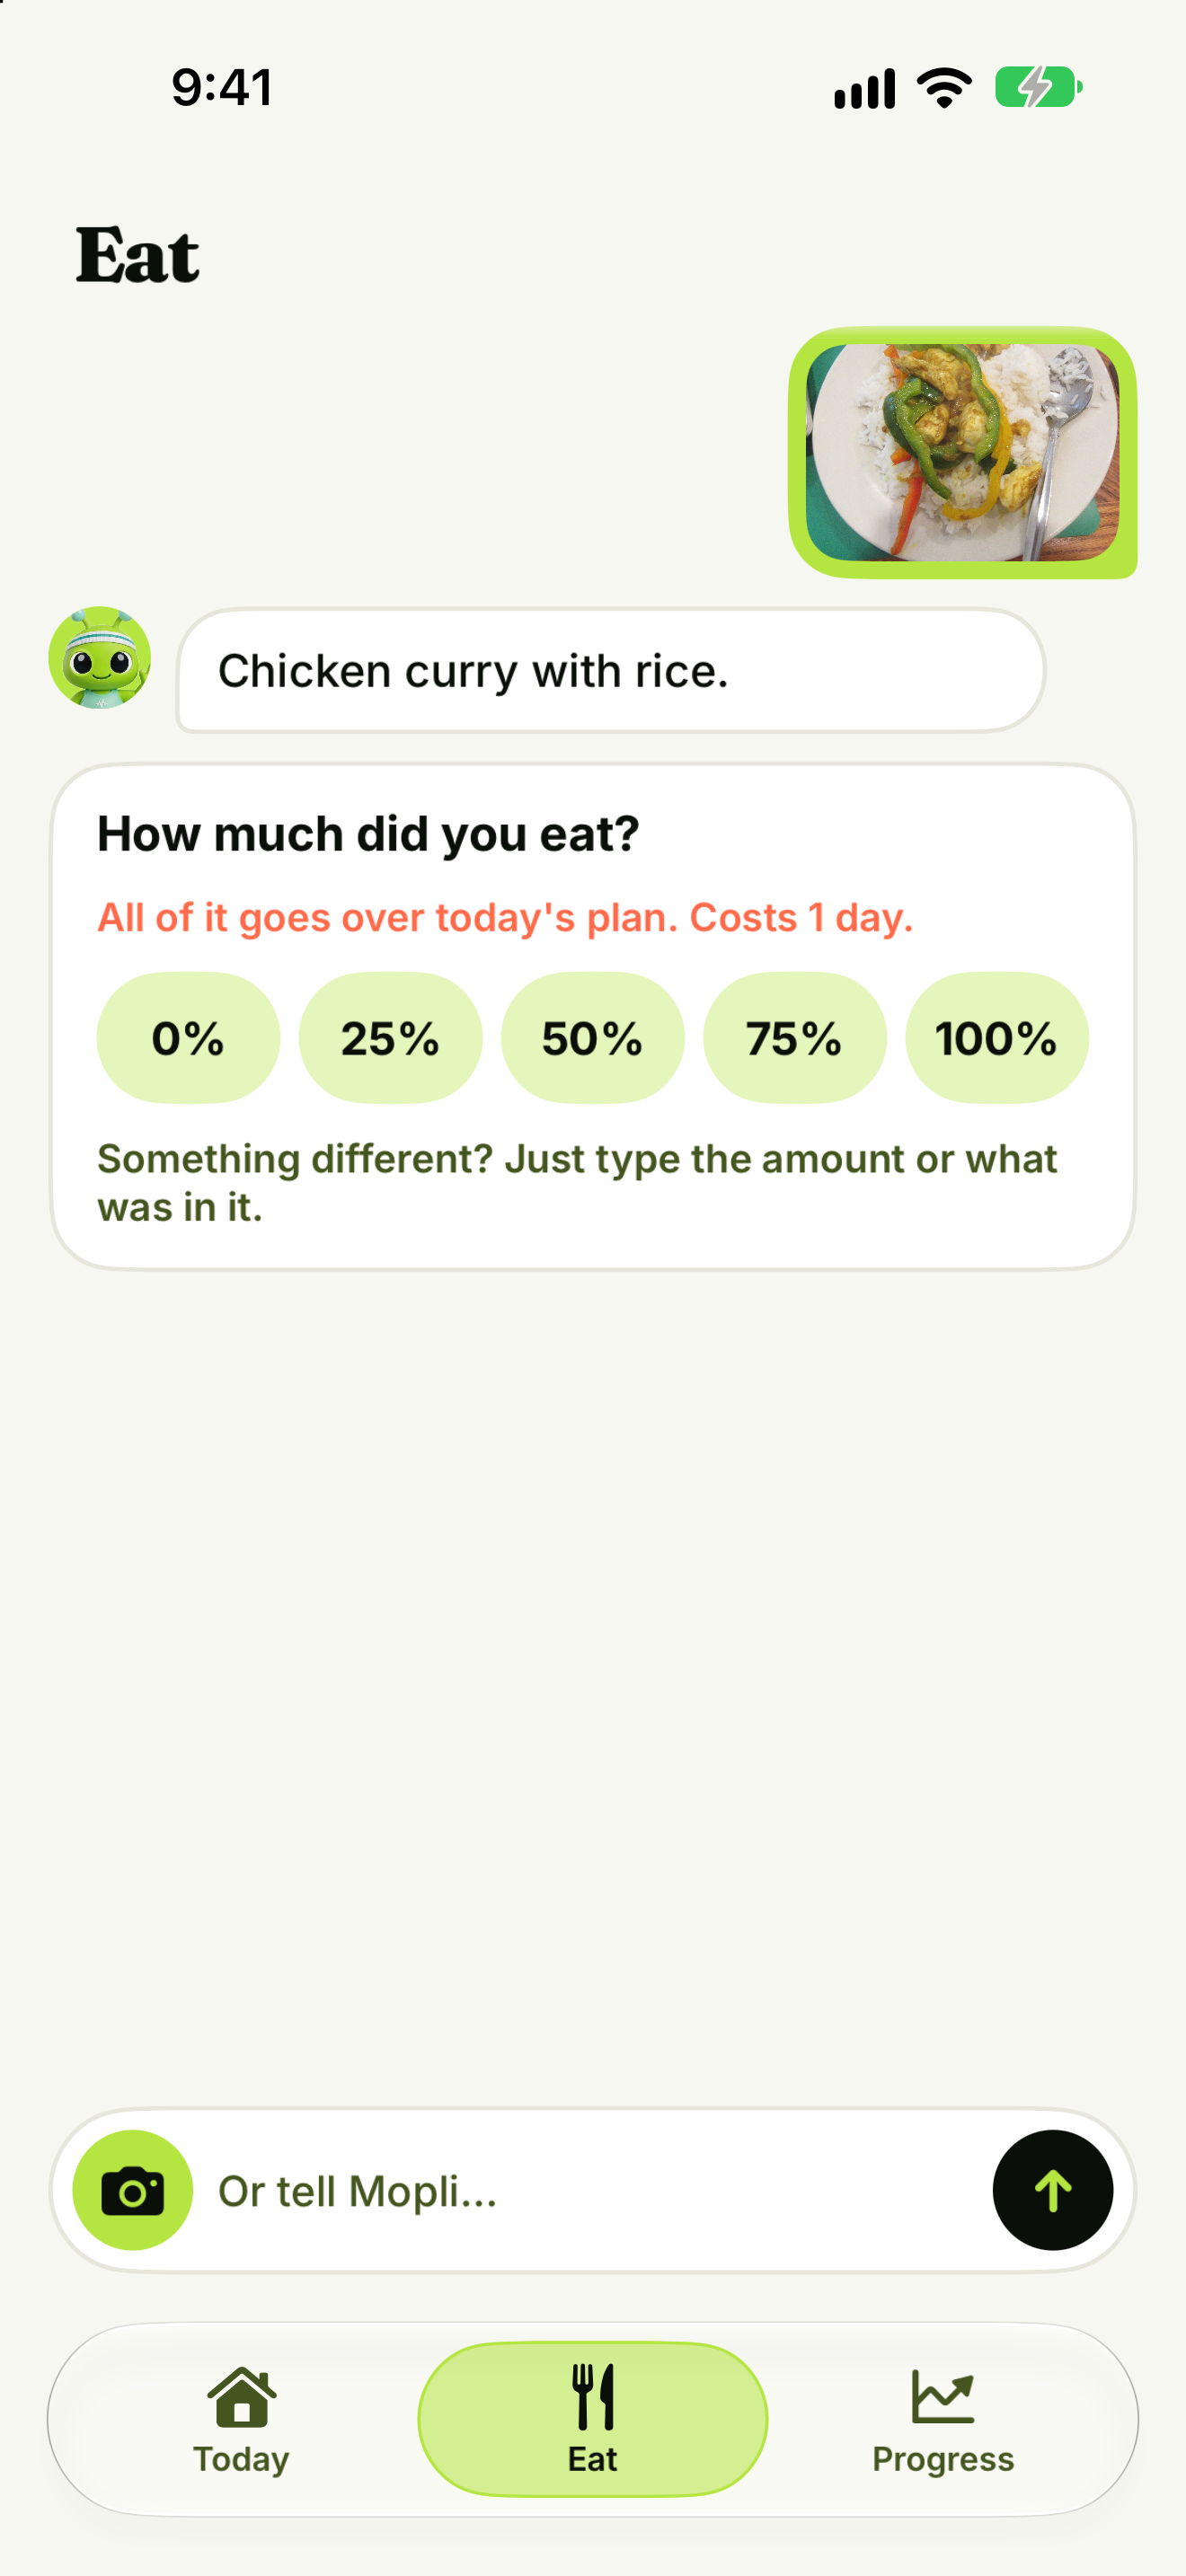 9:41
Eat
Chicken curry with rice.
How much did you eat?
All of it goes over today's plan. Costs 1 day.
0% 25% 50% 75% 100%
Something different? Just type the amount or what
was in it.
Or tell Mopli...
Today Eat Progress